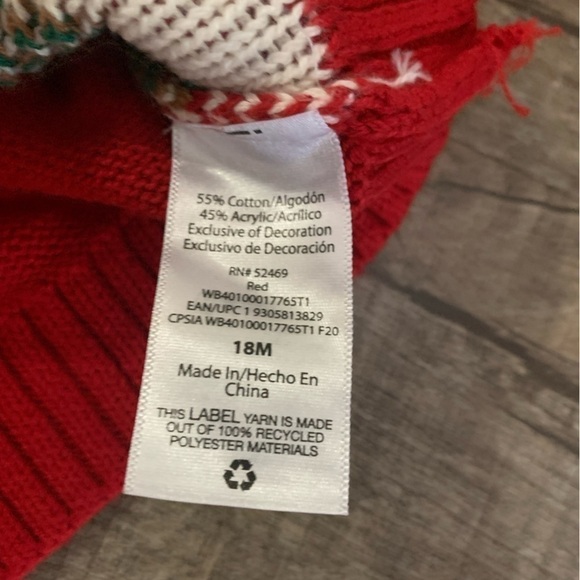 55% Cotton/Algodón
45% Acrylic/Acrílico
Exclusive of Decoration
Exclusivo de Decoración
RN# 52469
Red
WB40100017765T1
EAN/UPC 1 9305813829
CPSIA WB40100017765T1 F20
18M
Made In/Hecho En
China
THIS LABEL YARN IS MADE
OUT OF 100% RECYCLED
POLYESTER MATERIALS